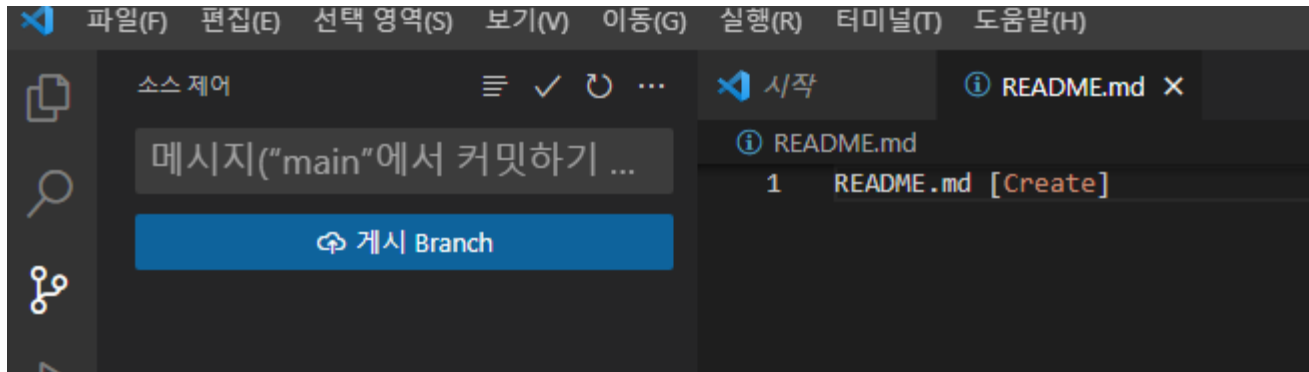 파일(F) 편집(E) 선택 영역(S) 보기(V) 이동(G) 실행(R) 터미널(T) 도움말(H)
소스 제어
메시지("main"에서 커밋하기 ...
게시 Branch
시작 README.md
README.md
1 README.md [Create]